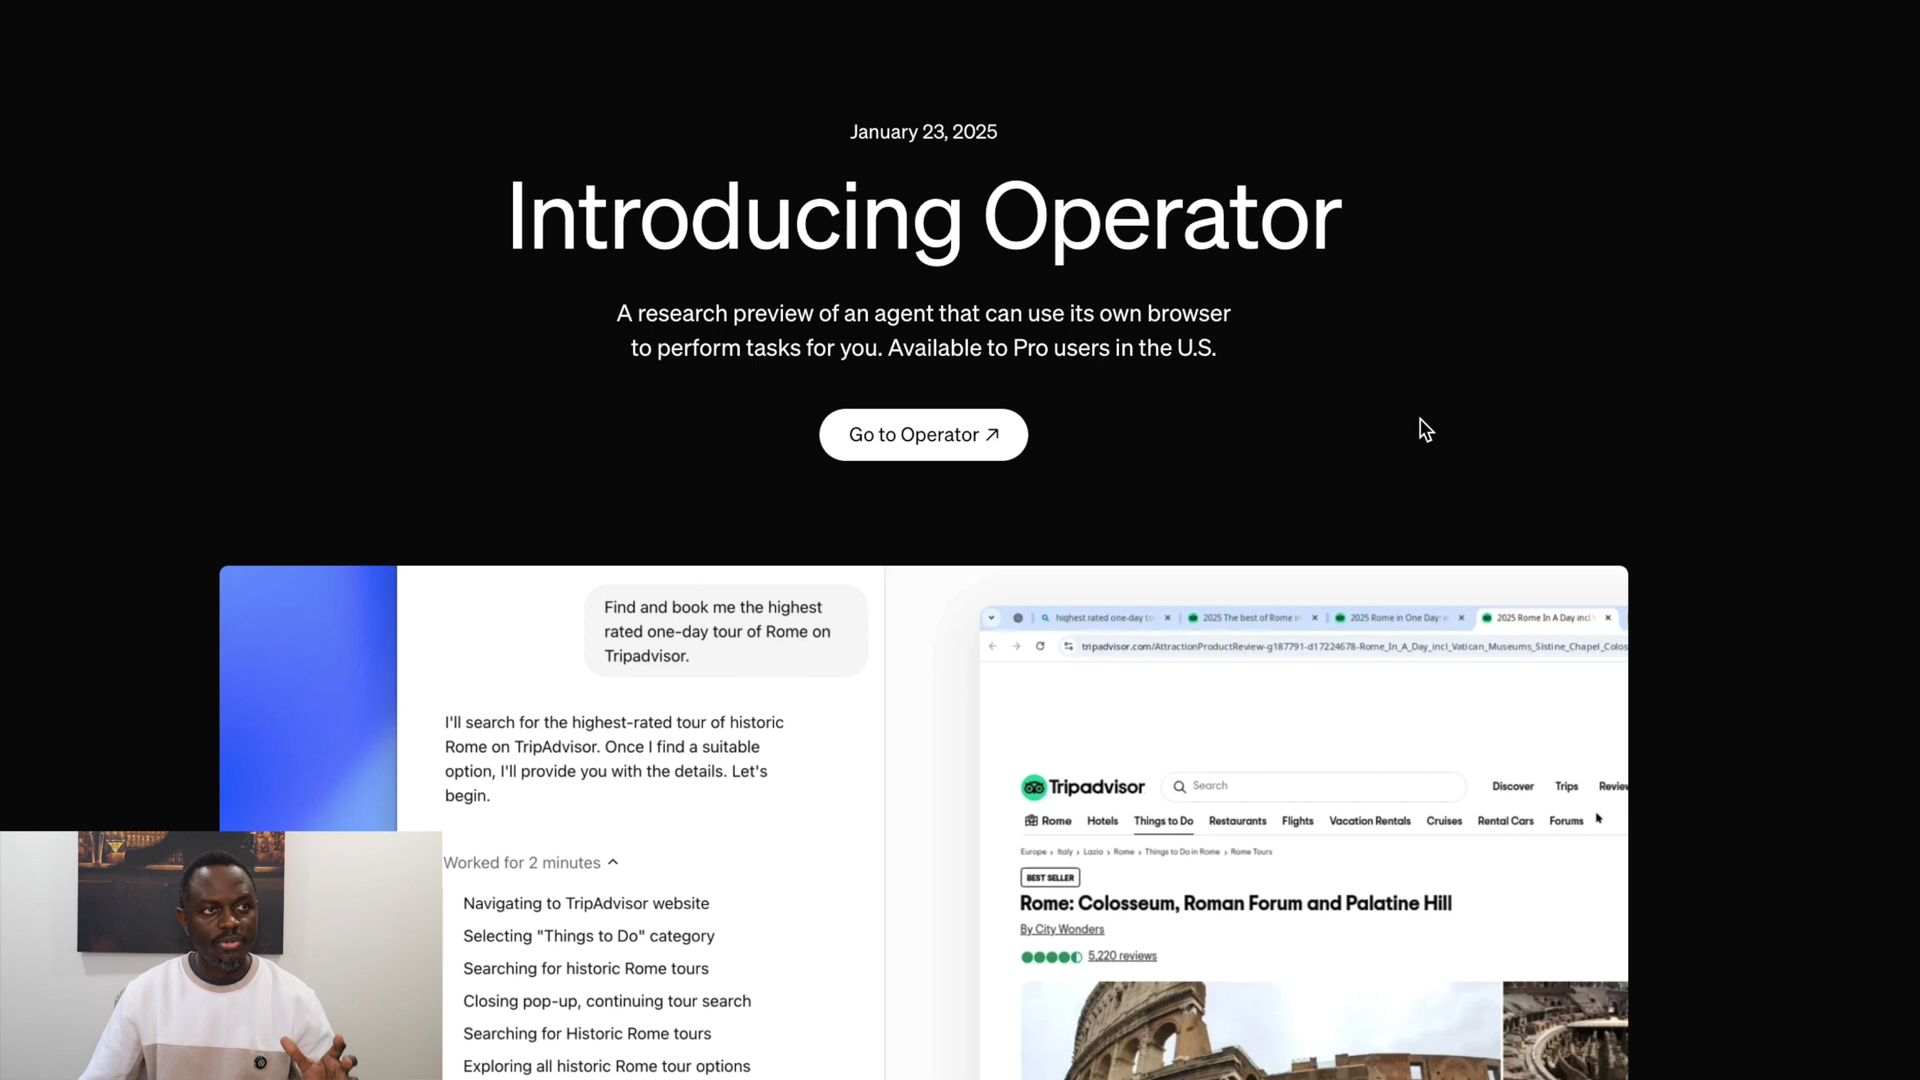 January 23, 2025
Introducing Operator
A research preview of an agent that can use its own browser
to perform tasks for you. Available to Pro users in the U.S.
Go to Operator ↗
Find and book me the highest
rated one-day tour of Rome on
Tripadvisor.
I'll search for the highest-rated tour of historic
Rome on TripAdvisor. Once I find a suitable
option, I'll provide you with the details. Let's
begin.
Worked for 2 minutes
Navigating to TripAdvisor website
Selecting "Things to Do" category
Searching for historic Rome tours
Closing pop-up, continuing tour search
Searching for Historic Rome tours
Exploring all historic Rome tour options
highest rated one-day to
2025 The best of Rome i
2025 Rome in One Day:
2025 Rome In A Day incl
tripadvisor.com/AttractionProductReview-g187791-d17224678-Rome_In_A_Day_incl_Vatican_Museums_Sistine_Chapel_Colos
Tripadvisor
Search
Discover Trips Review
Rome Hotels Things to Do Restaurants Flights Vacation Rentals Cruises Rental Cars Forums
Europe > Italy > Lazio > Rome > Things to Do in Rome > Rome Tours
BEST SELLER
Rome: Colosseum, Roman Forum and Palatine Hill
By City Wonders
5,220 reviews